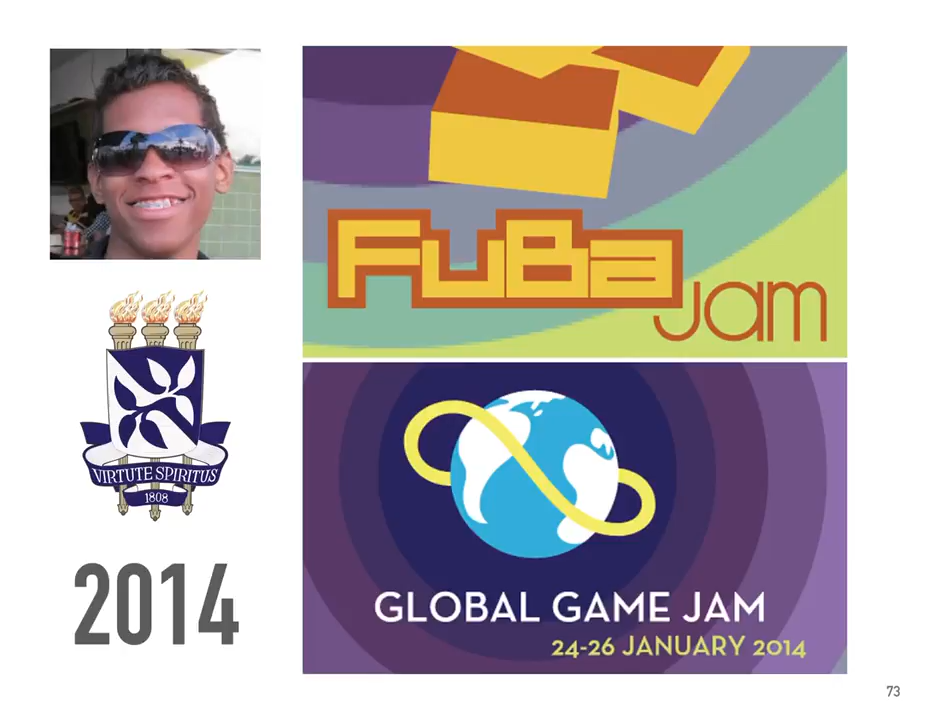 FuBa
Jam
VIRTUTE SPIRITUS
1808
2014
GLOBAL GAME JAM
24-26 JANUARY 2014
73